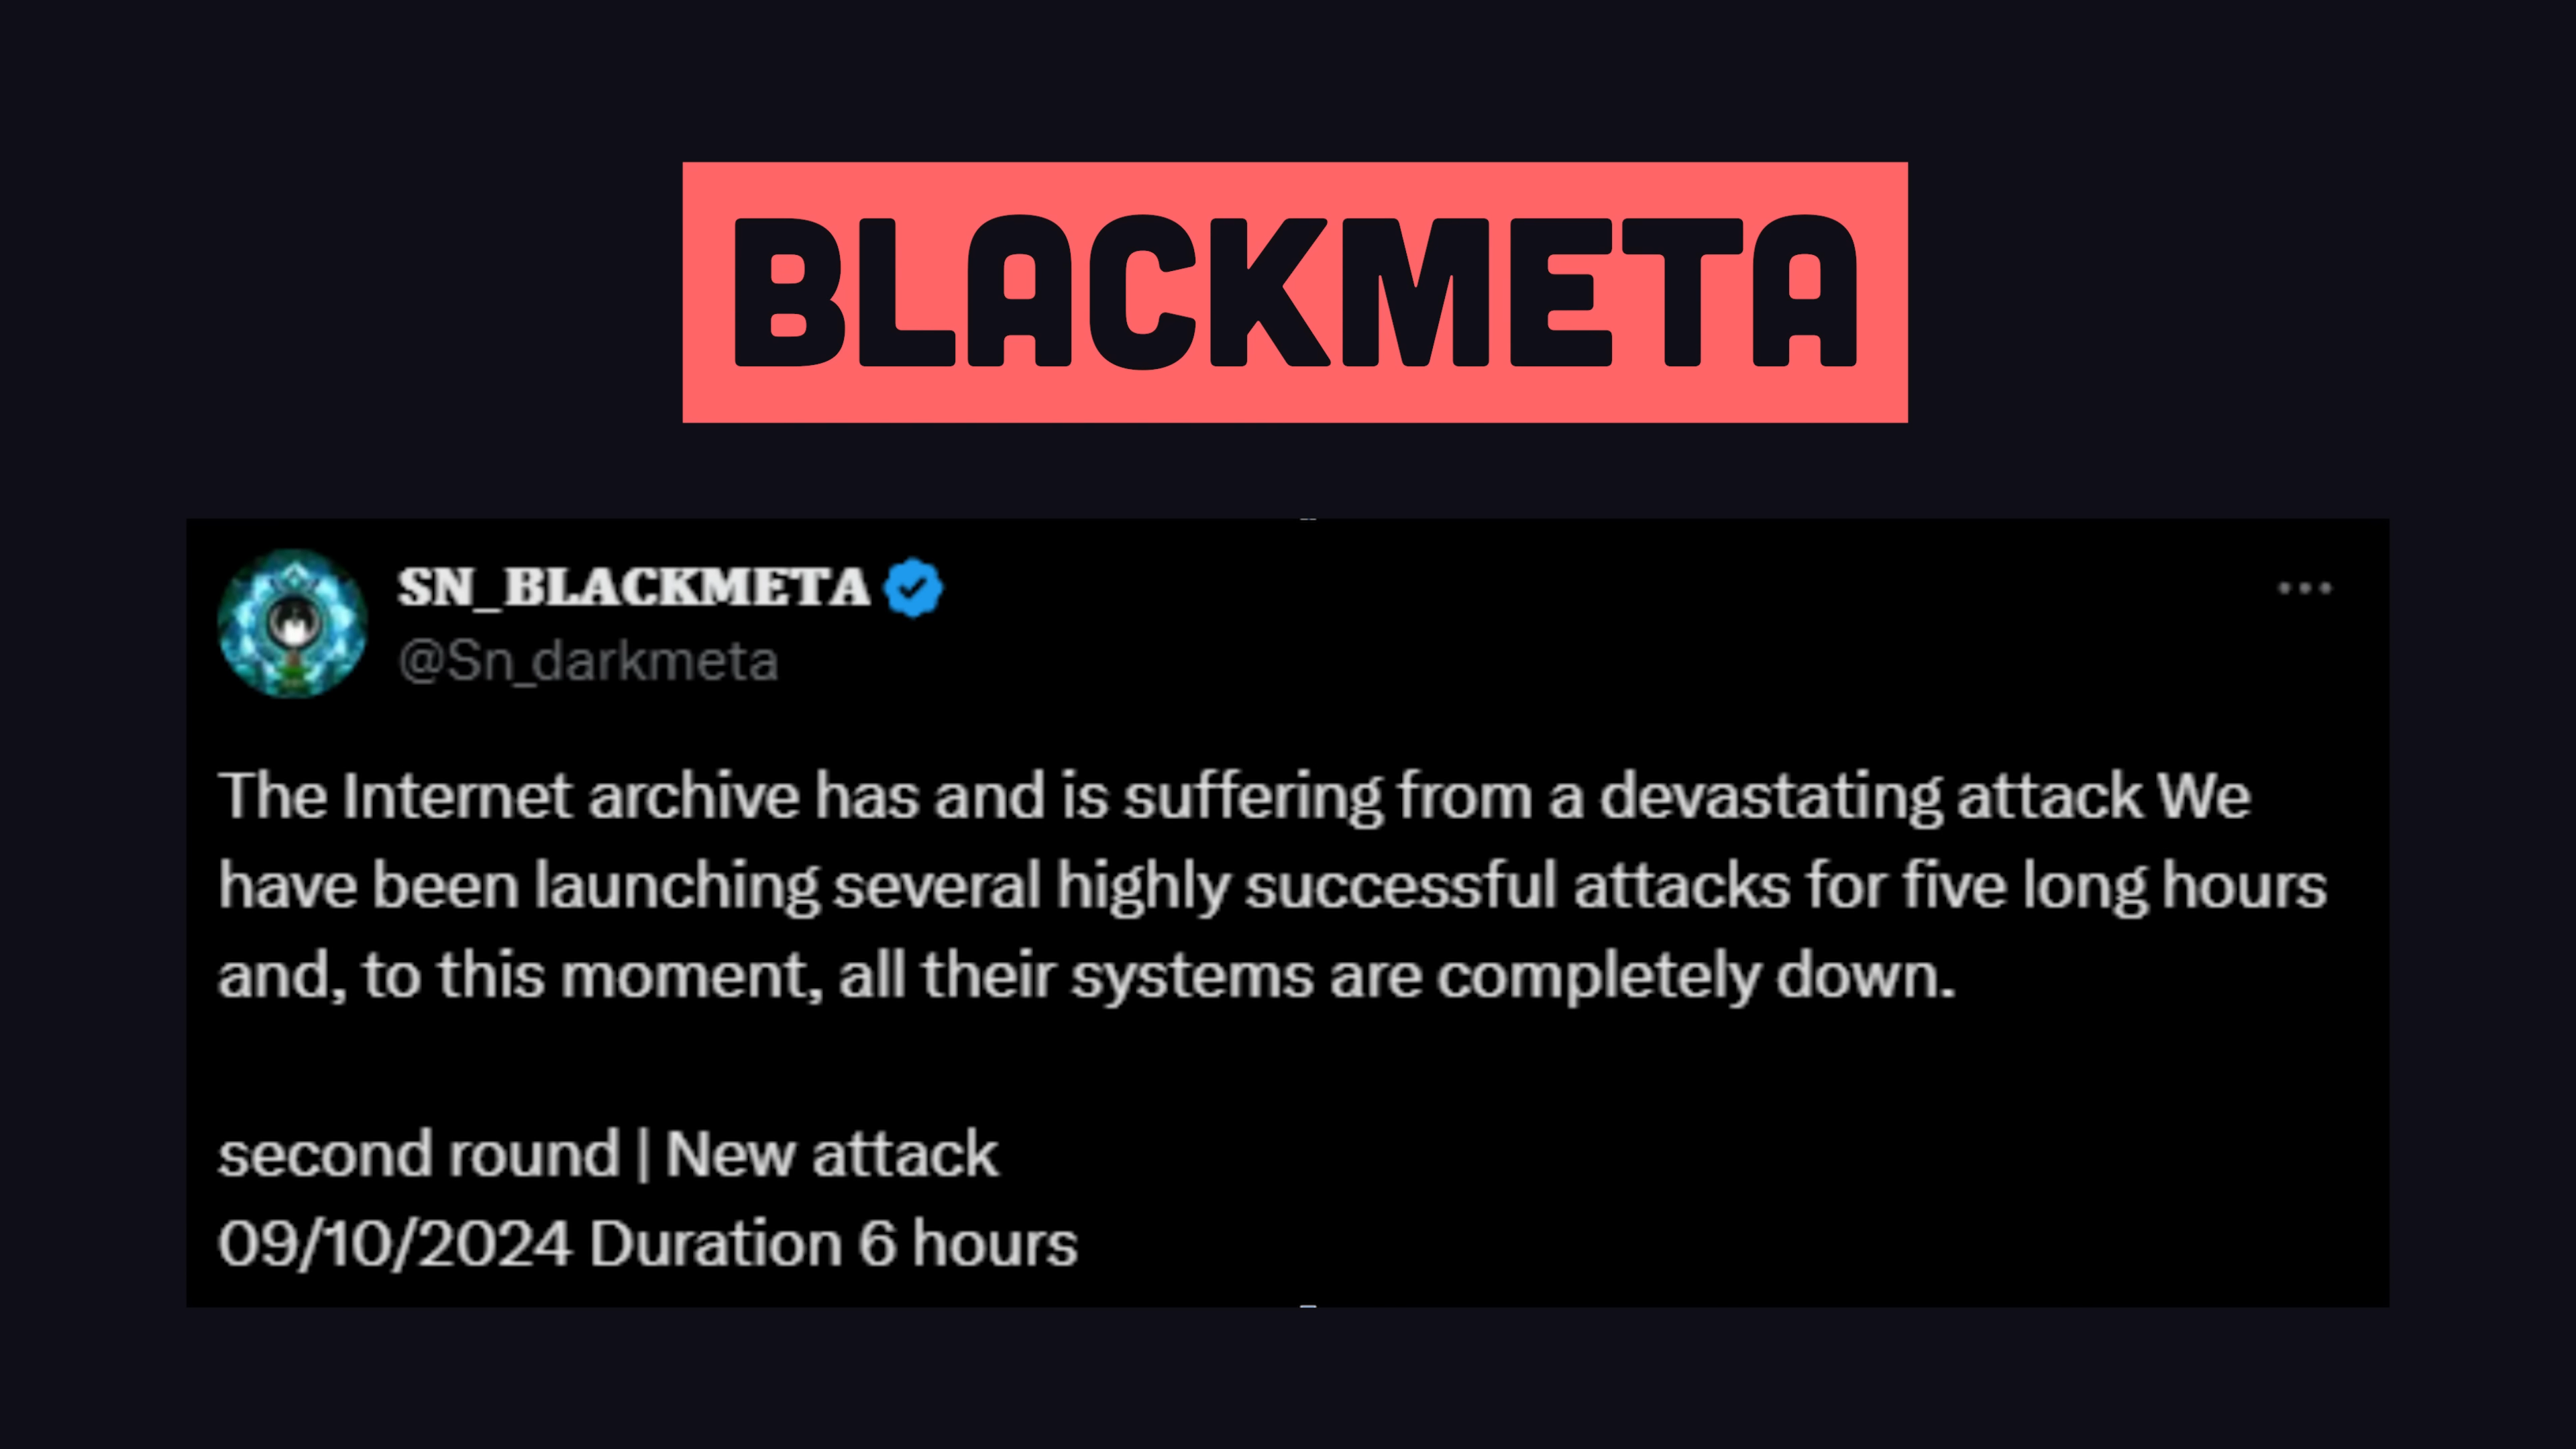 BLACKMETA
SN_BLACKMETA
@Sn_darkmeta
The Internet archive has and is suffering from a devastating attack We
have been launching several highly successful attacks for five long hours
and, to this moment, all their systems are completely down.
second round | New attack
09/10/2024 Duration 6 hours